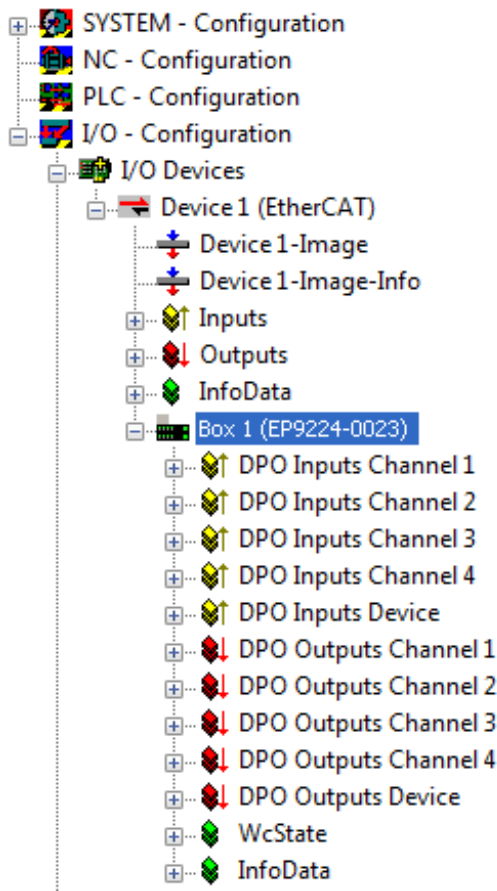 SYSTEM - Configuration
NC - Configuration
PLC - Configuration
I/O - Configuration
I/O Devices
Device 1 (EtherCAT)
Device 1-Image
Device 1-Image-Info
Inputs
Outputs
InfoData
Box 1 (EP9224-0023)
DPO Inputs Channel 1
DPO Inputs Channel 2
DPO Inputs Channel 3
DPO Inputs Channel 4
DPO Inputs Device
DPO Outputs Channel 1
DPO Outputs Channel 2
DPO Outputs Channel 3
DPO Outputs Channel 4
DPO Outputs Device
WcState
InfoData